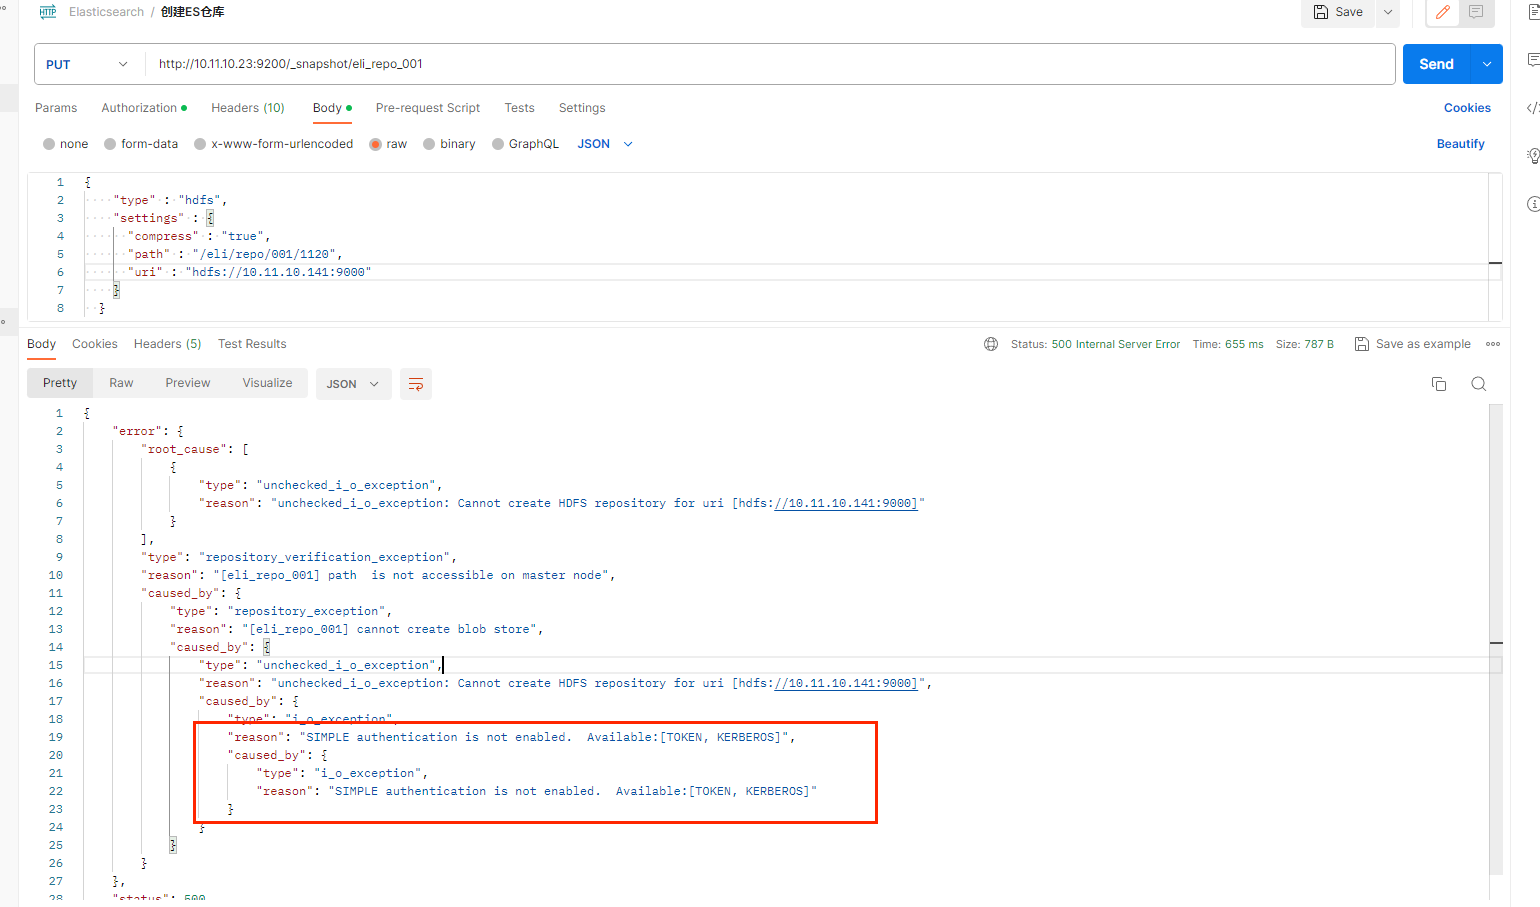 HTTP Elasticsearch / 创建ES仓库 Save
PUT http://10.11.10.23:9200/_snapshot/eli_repo_001 Send
Params Authorization Headers (10) Body Pre-request Script Tests Settings Cookies
none form-data x-www-form-urlencoded raw binary GraphQL JSON Beautify
1 {
2 "type" : "hdfs",
3 "settings" : {
4 "compress" : "true",
5 "path" : "/eli/repo/001/1120",
6 "uri" : "hdfs://10.11.10.141:9000"
7 }
8 }
Body Cookies Headers (5) Test Results Status: 500 Internal Server Error Time: 655 ms Size: 787 B Save as example
Pretty Raw Preview Visualize JSON
1 {
2 "error": {
3 "root_cause": [
4 {
5 "type": "unchecked_i_o_exception",
6 "reason": "unchecked_i_o_exception: Cannot create HDFS repository for uri [hdfs://10.11.10.141:9000]"
7 }
8 ],
9 "type": "repository_verification_exception",
10 "reason": "[eli_repo_001] path  is not accessible on master node",
11 "caused_by": {
12 "type": "repository_exception",
13 "reason": "[eli_repo_001] cannot create blob store",
14 "caused_by": {
15 "type": "unchecked_i_o_exception",
16 "reason": "unchecked_i_o_exception: Cannot create HDFS repository for uri [hdfs://10.11.10.141:9000]",
17 "caused_by": {
18 "type": "i_o_exception",
19 "reason": "SIMPLE authentication is not enabled.  Available:[TOKEN, KERBEROS]",
20 "caused_by": {
21 "type": "i_o_exception",
22 "reason": "SIMPLE authentication is not enabled.  Available:[TOKEN, KERBEROS]"
23 }
24 }
25 }
26 }
27 },
28 "status": 500